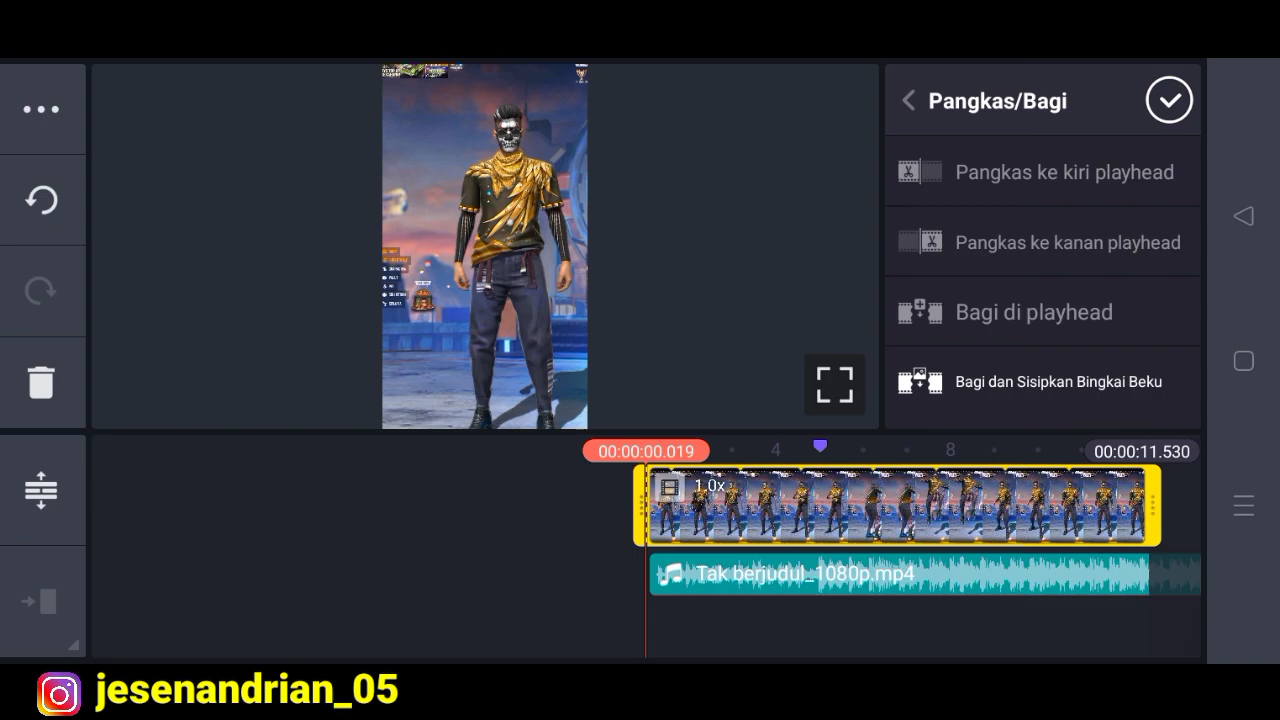 Pangkas/Bagi
Pangkas ke kiri playhead
Pangkas ke kanan playhead
Bagi di playhead
Bagi dan Sisipkan Bingkai Beku
00:00:00.019
4
8
00:00:11.530
1.0x
Tak berjudul_1080p.mp4
jesenandrian_05